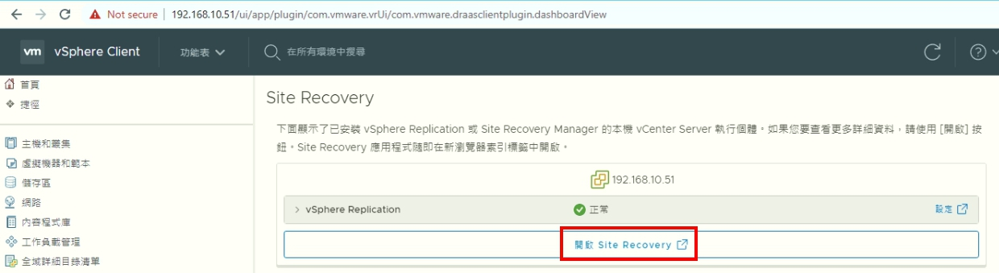 Not secure 192.168.10.51/ui/app/plugin/com.vmware.vrUi/com.vmware.draasclientplugin.dashboardView
vm vSphere Client 功能表 在所有環境中搜尋
首頁
捷徑
主機和叢集
虛擬機器和範本
儲存區
網路
內容程式庫
工作負載管理
全域詳細目錄清單
Site Recovery
下面顯示了已安裝 vSphere Replication 或 Site Recovery Manager 的本機 vCenter Server 執行個體。如果您要查看更多詳細資料，請使用 [開啟] 按
鈕。Site Recovery 應用程式隨即在新瀏覽器索引標籤中開啟。
192.168.10.51
vSphere Replication 正常 設定
開啟 Site Recovery